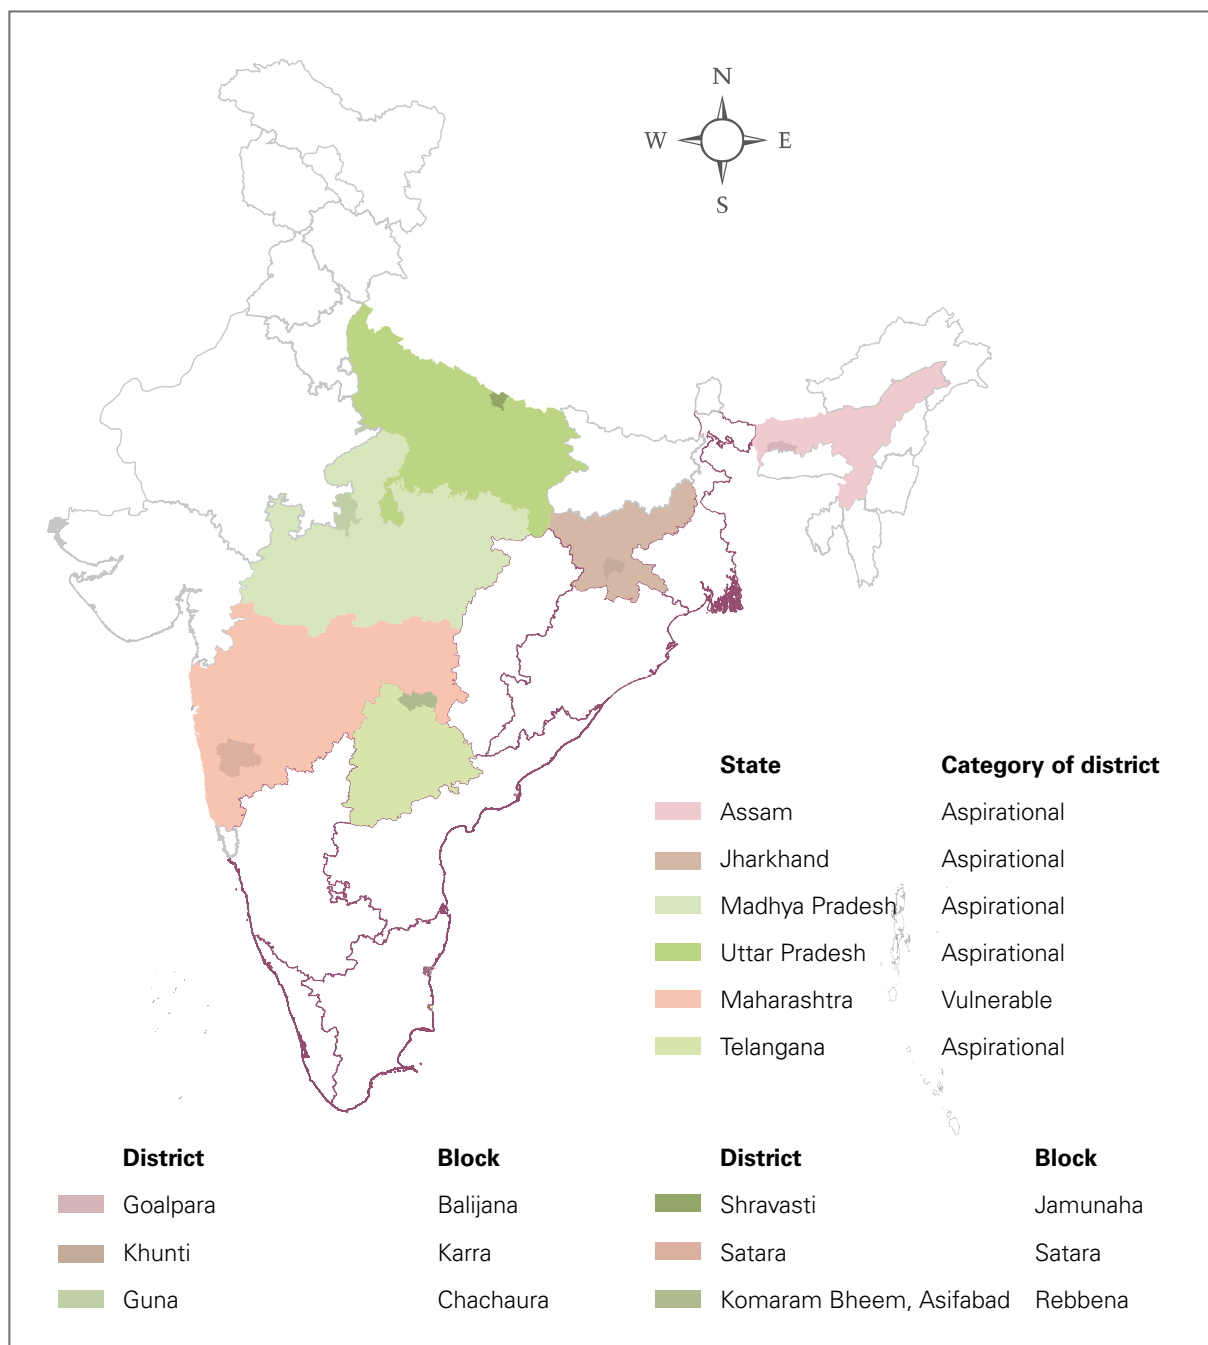 N
W E
S
State Category of district
Assam Aspirational
Jharkhand Aspirational
Madhya Pradesh Aspirational
Uttar Pradesh Aspirational
Maharashtra Vulnerable
Telangana Aspirational
District Block District Block
Goalpara Balijana Shravasti Jamunaha
Khunti Karra Satara Satara
Guna Chachaura Komaram Bheem, Asifabad Rebbena